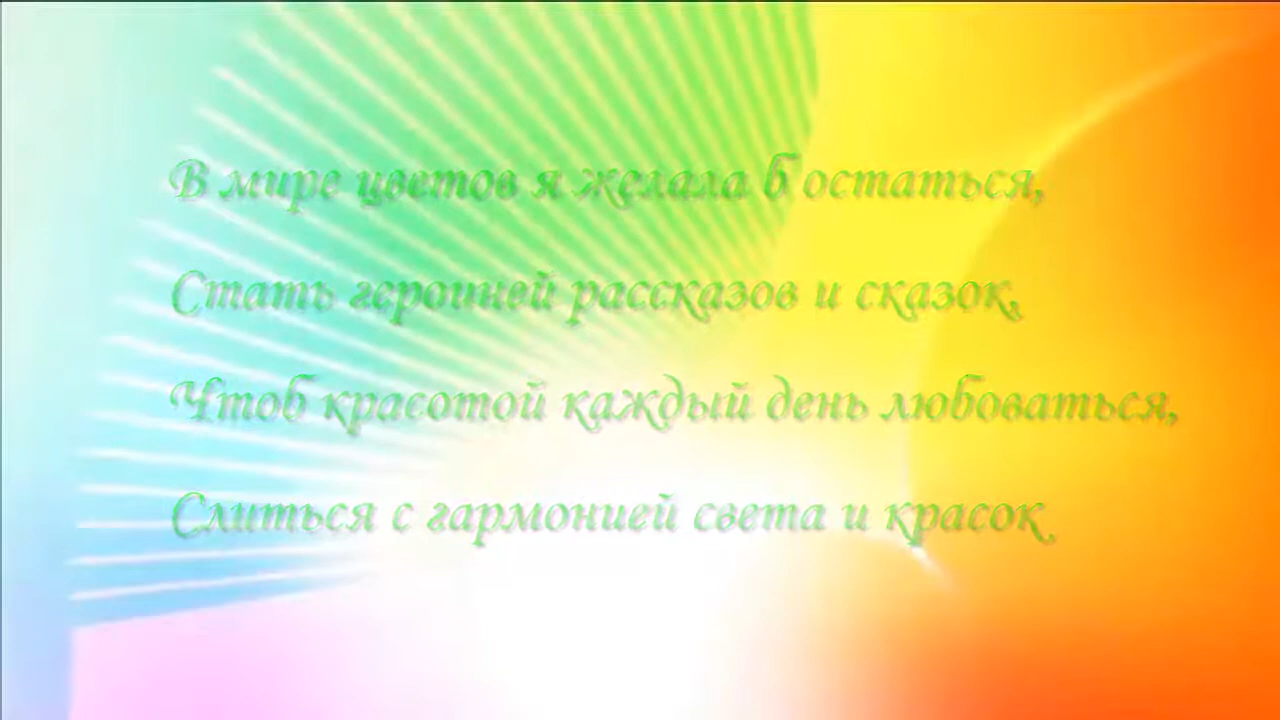 В мире цветов я желала б остаться,
Стать героиней рассказов и сказок,
Чтоб красотой каждый день любоваться,
Слиться с гармонией света и красок.